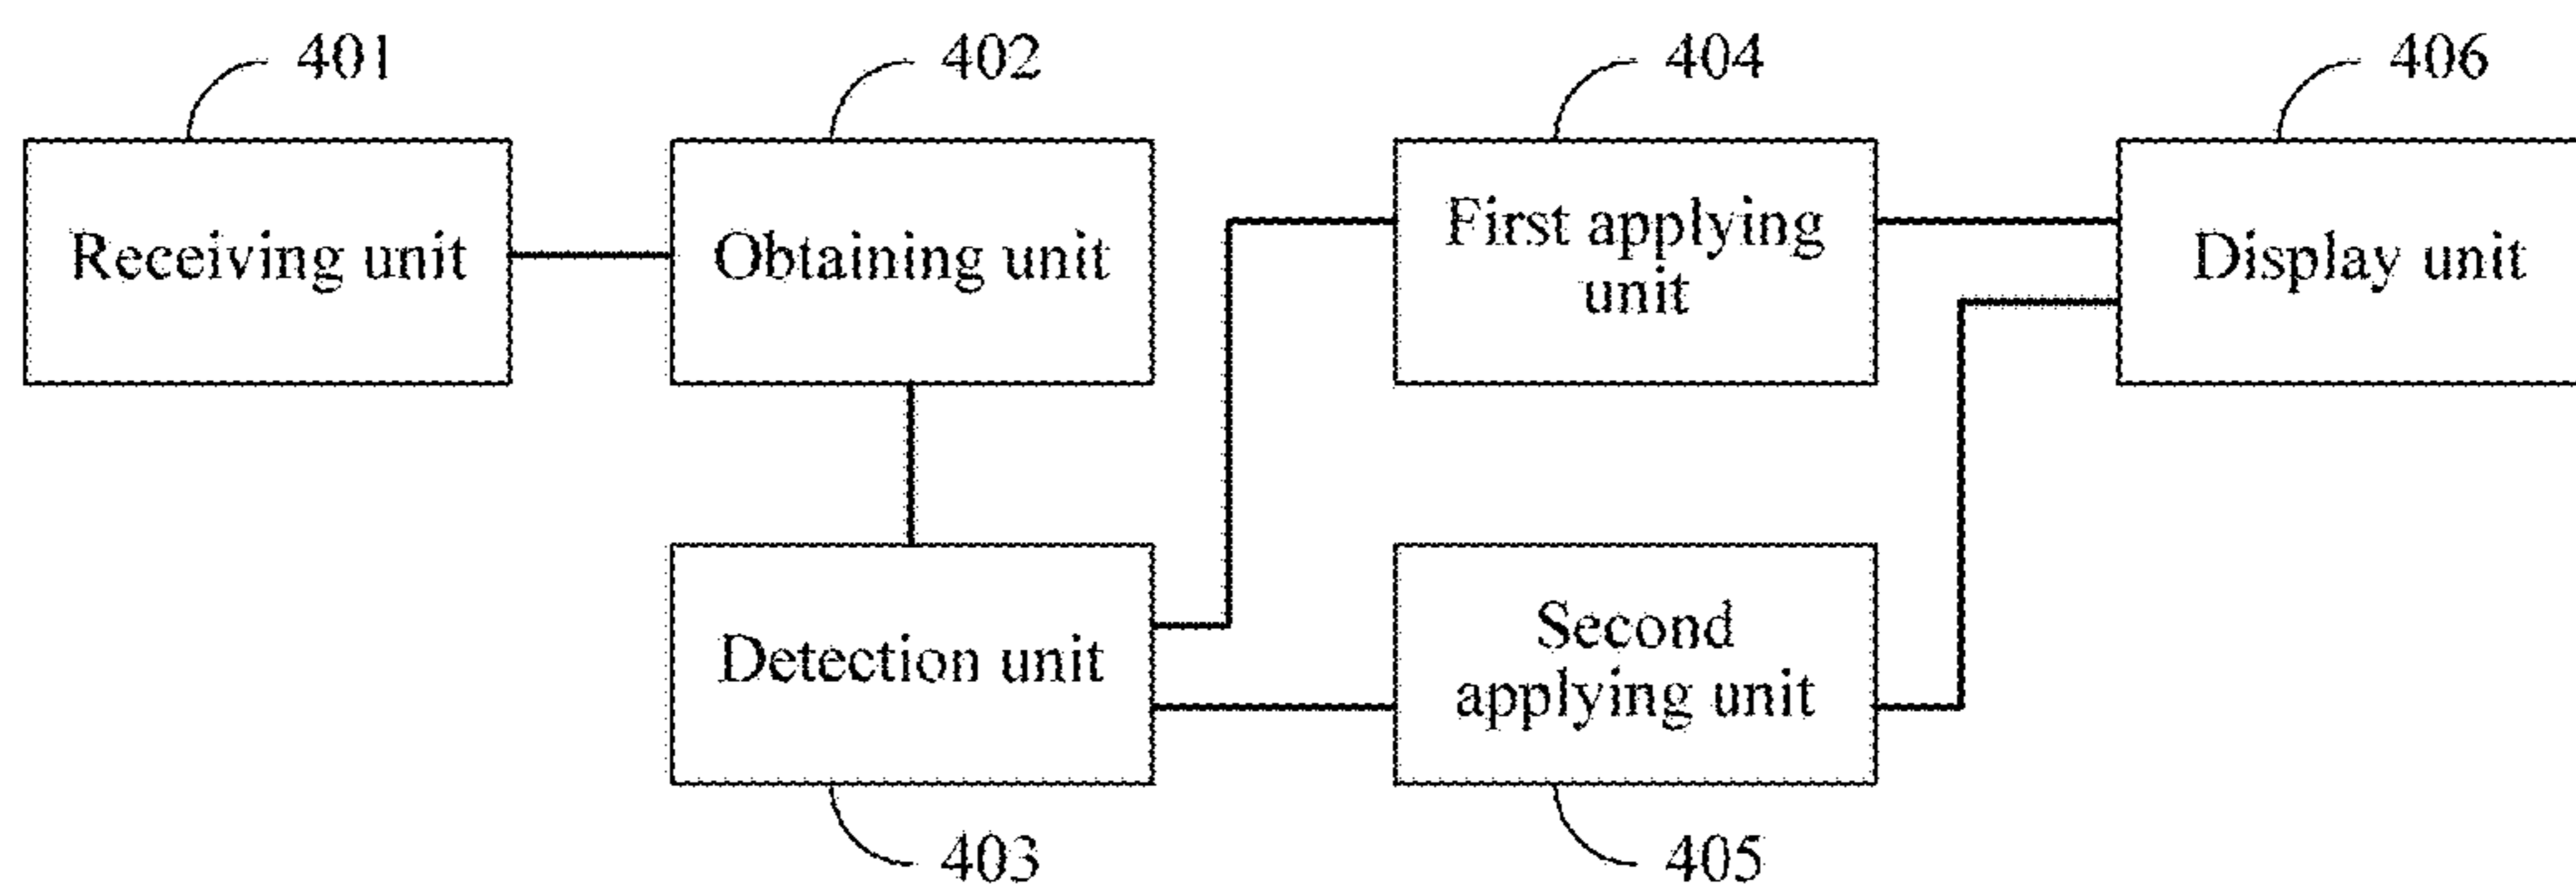 401
402
404
406
Receiving unit
Obtaining unit
First applying
unit
Display unit
Detection unit
Second
applying unit
403
405